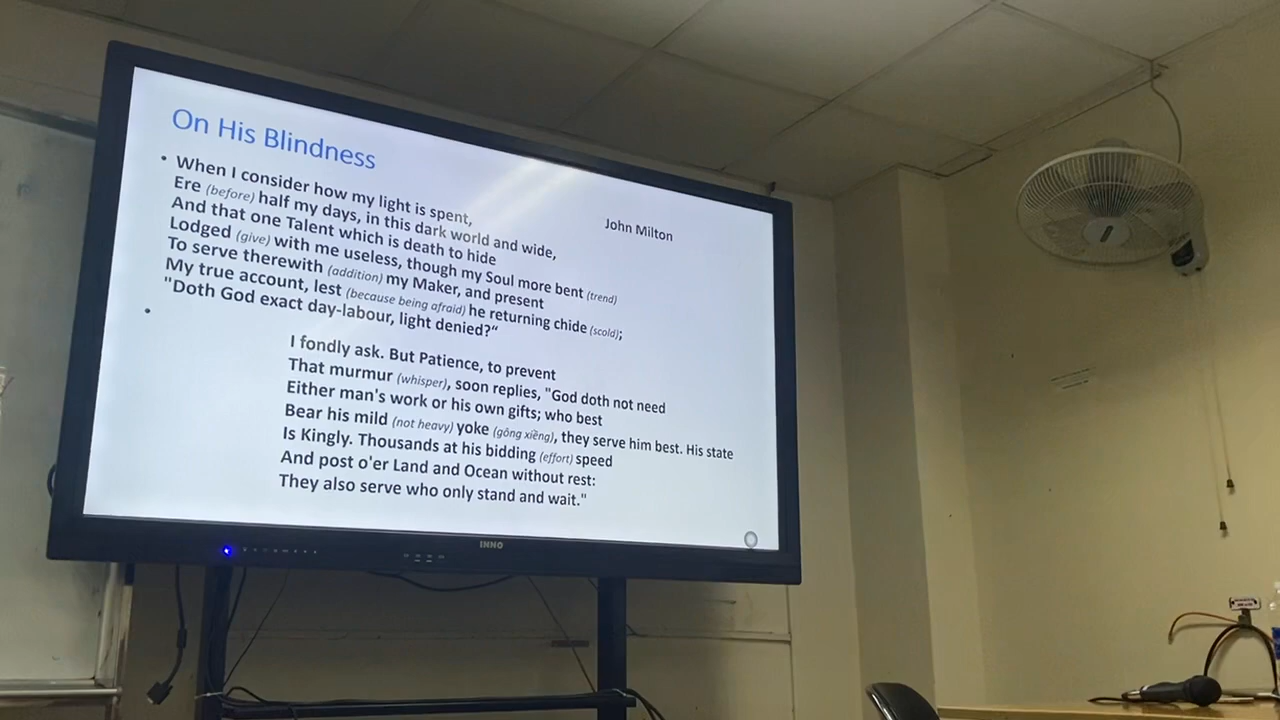 On His Blindness
• When I consider how my light is spent,
Ere (before) half my days, in this dark world and wide,
John Milton
And that one Talent which is death to hide
Lodged (give) with me useless, though my Soul more bent (trend)
To serve therewith (addition) my Maker, and present
My true account, lest (because being afraid) he returning chide (scold);
"Doth God exact day-labour, light denied?“
•
I fondly ask. But Patience, to prevent
That murmur (whisper), soon replies, "God doth not need
Either man's work or his own gifts; who best
Bear his mild (not heavy) yoke (gông xiềng), they serve him best. His state
Is Kingly. Thousands at his bidding (effort) speed
And post o'er Land and Ocean without rest:
They also serve who only stand and wait."
INNO